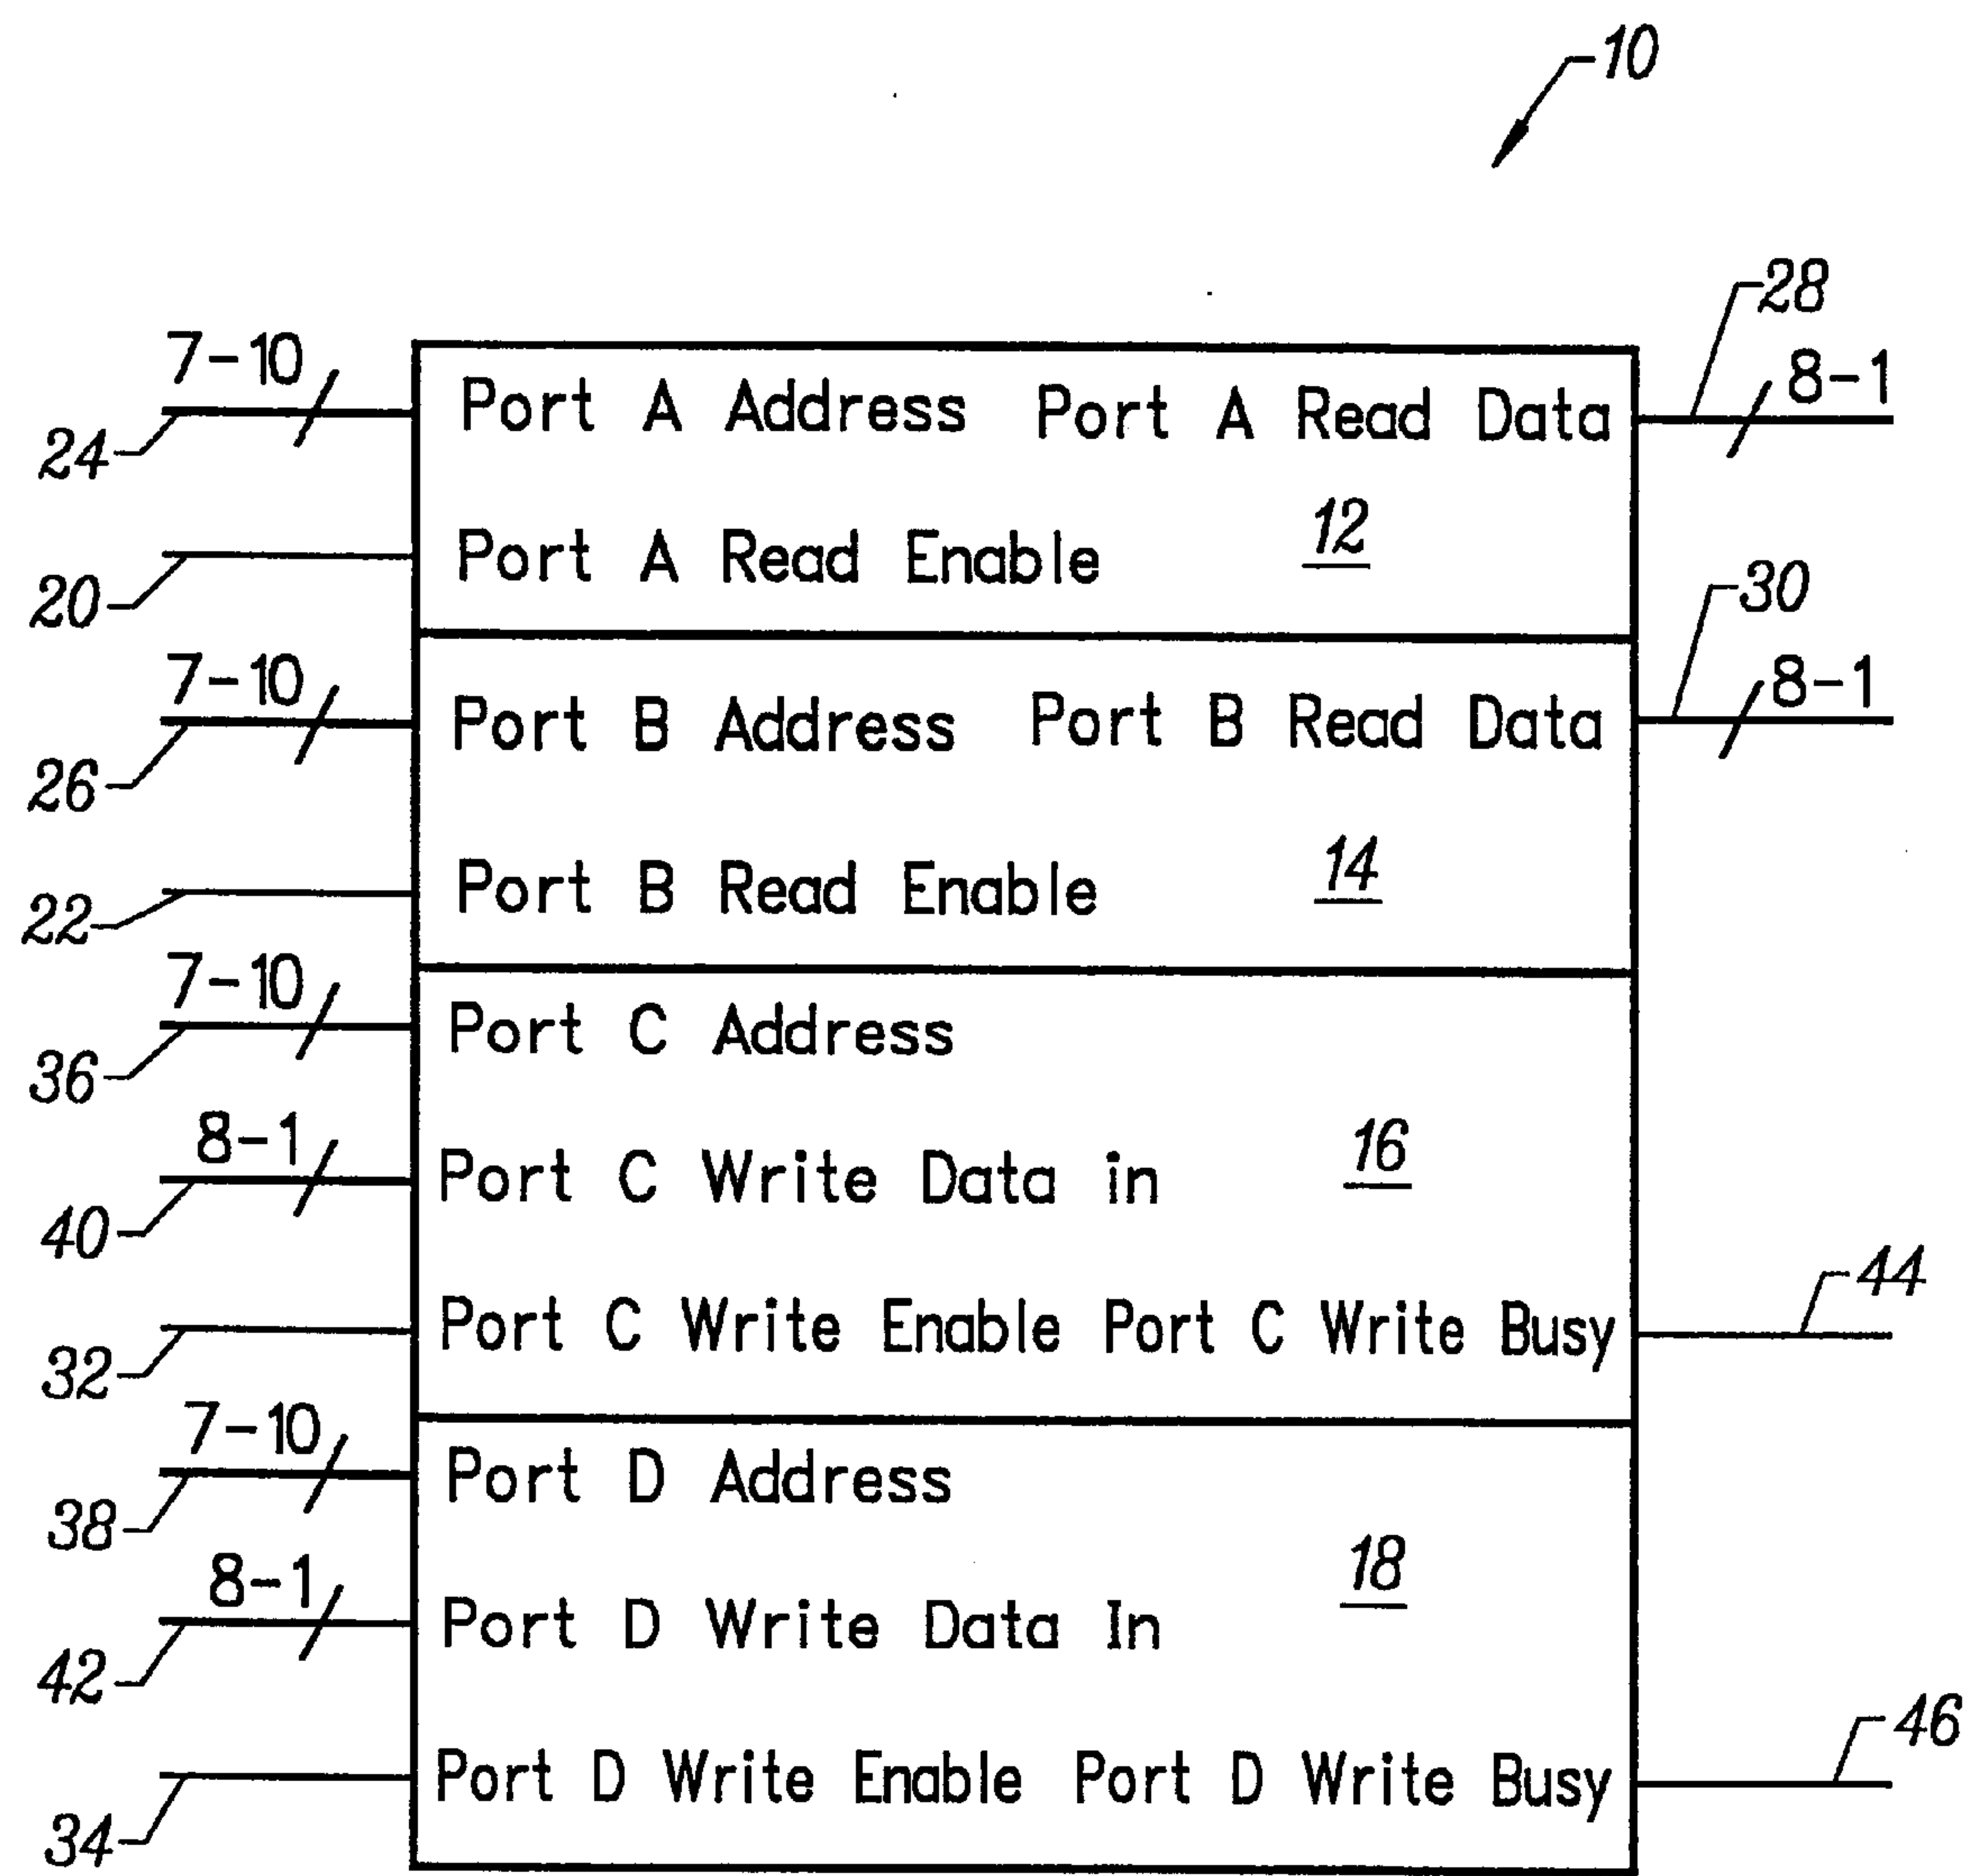 10
28
7-10
8-1
Port A Address Port A Read Data
24
12
Port A Read Enable
20
30
7-10
8-1
Port B Address Port B Read Data
26
14
Port B Read Enable
22
7-10
Port C Address
36
8-1
16
Port C Write Data in
40
44
Port C Write Enable Port C Write Busy
32
7-10
Port D Address
38
18
8-1
Port D Write Data In
42
46
Port D Write Enable Port D Write Busy
34